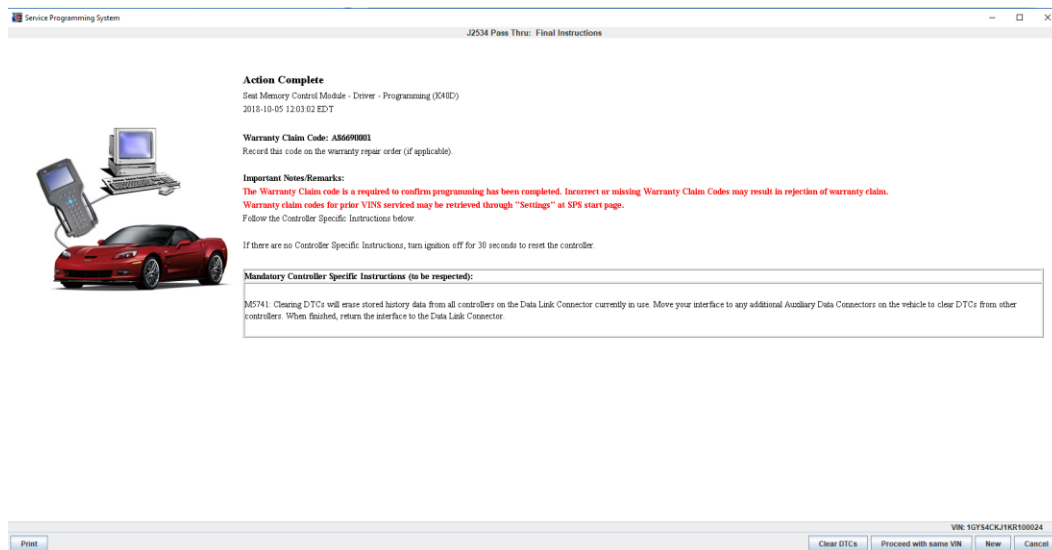 Service Programming System
J2534 Pass Thru: Final Instructions
Action Complete
Seat Memory Control Module - Driver - Programming (K40D)
2018-10-05 12:03:02 EDT
Warranty Claim Code: A86690001
Record this code on the warranty repair order (if applicable).
Important Notes/Remarks:
The Warranty Claim code is a required to confirm programming has been completed. Incorrect or missing Warranty Claim Codes may result in rejection of warranty claim.
Warranty claim codes for prior VINS serviced may be retrieved through "Settings" at SPS start page.
Follow the Controller Specific Instructions below.
If there are no Controller Specific Instructions, turn ignition off for 30 seconds to reset the controller.
Mandatory Controller Specific Instructions (to be respected):
M5741: Clearing DTCs will erase stored history data from all controllers on the Data Link Connector currently in use. Move your interface to any additional Auxiliary Data Connectors on the vehicle to clear DTCs from other
controllers. When finished, return the interface to the Data Link Connector.
VIN: 1GYS4CKJ1KR100024
Print
Clear DTCs
Proceed with same VIN
New
Cancel